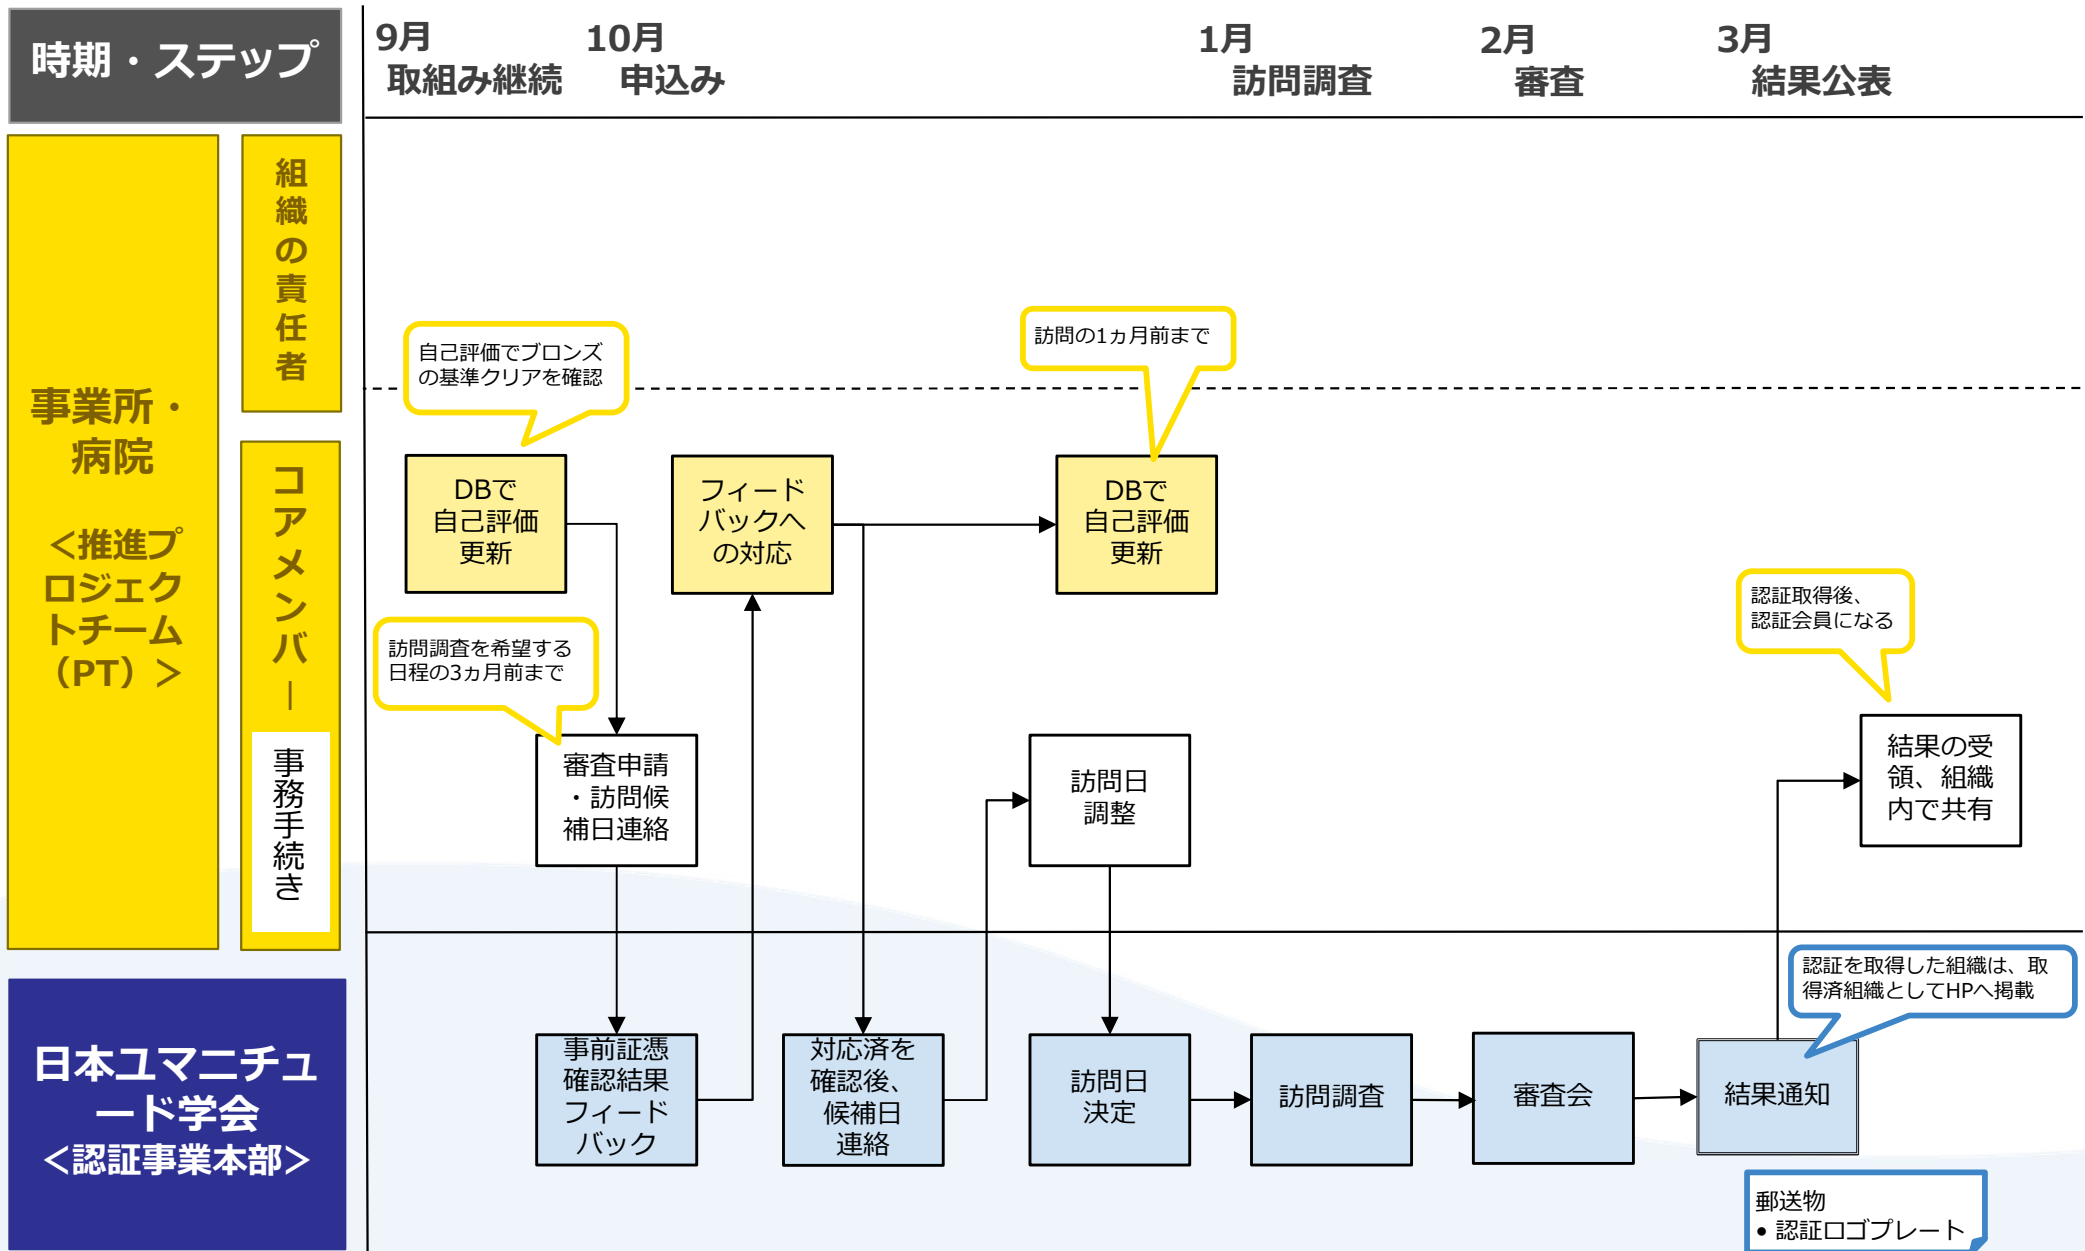 時期・ステップ
9月
取組み継続
10月
申込み
1月
訪問調査
2月
審査
3月
結果公表
事業所・
病院
＜推進プ
ロジェク
トチーム
（PT）＞
組織の責任者
コアメンバー
事務手続き
自己評価でブロンズ
の基準クリアを確認
訪問の1ヵ月前まで
DBで
自己評価
更新
フィード
バックへ
の対応
DBで
自己評価
更新
訪問調査を希望する
日程の3ヵ月前まで
認証取得後、
認証会員になる
審査申請
・訪問候
補日連絡
訪問日
調整
結果の受
領、組織
内で共有
日本ユマニチュ
ード学会
＜認証事業本部＞
認証を取得した組織は、取
得済組織としてHPへ掲載
事前証憑
確認結果
フィード
バック
対応済を
確認後、
候補日
連絡
訪問日
決定
訪問調査
審査会
結果通知
郵送物
• 認証ロゴプレート